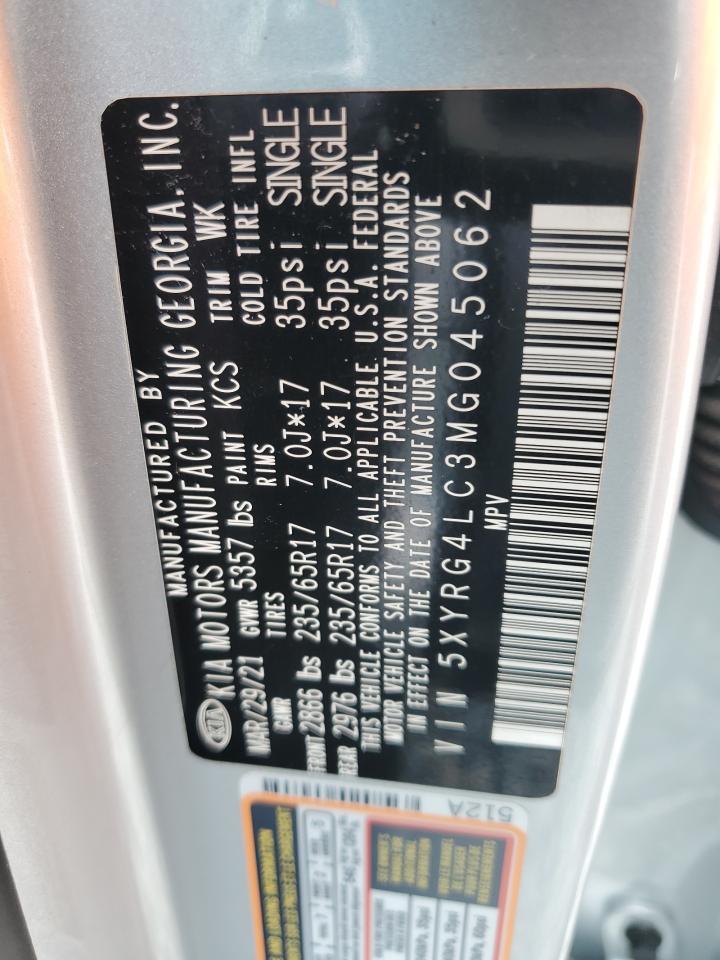 MANUFACTURED BY
KIA KIA MOTORS MANUFACTURING GEORGIA, INC.
MAR/29/21 GVWR 5357 lbs PAINT KCS TRIM WK
GAWR TIRES RIMS COLD TIRE INFL
FRONT 2866 lbs 235/65R17 7.0J*17 35psi SINGLE
REAR 2976 lbs 235/65R17 7.0J*17 35psi SINGLE
THIS VEHICLE CONFORMS TO ALL APPLICABLE U.S.A. FEDERAL
MOTOR VEHICLE SAFETY AND THEFT PREVENTION STANDARDS
IN EFFECT ON THE DATE OF MANUFACTURE SHOWN ABOVE
VIN 5XYRG4LC3MG045062
MPV
512A